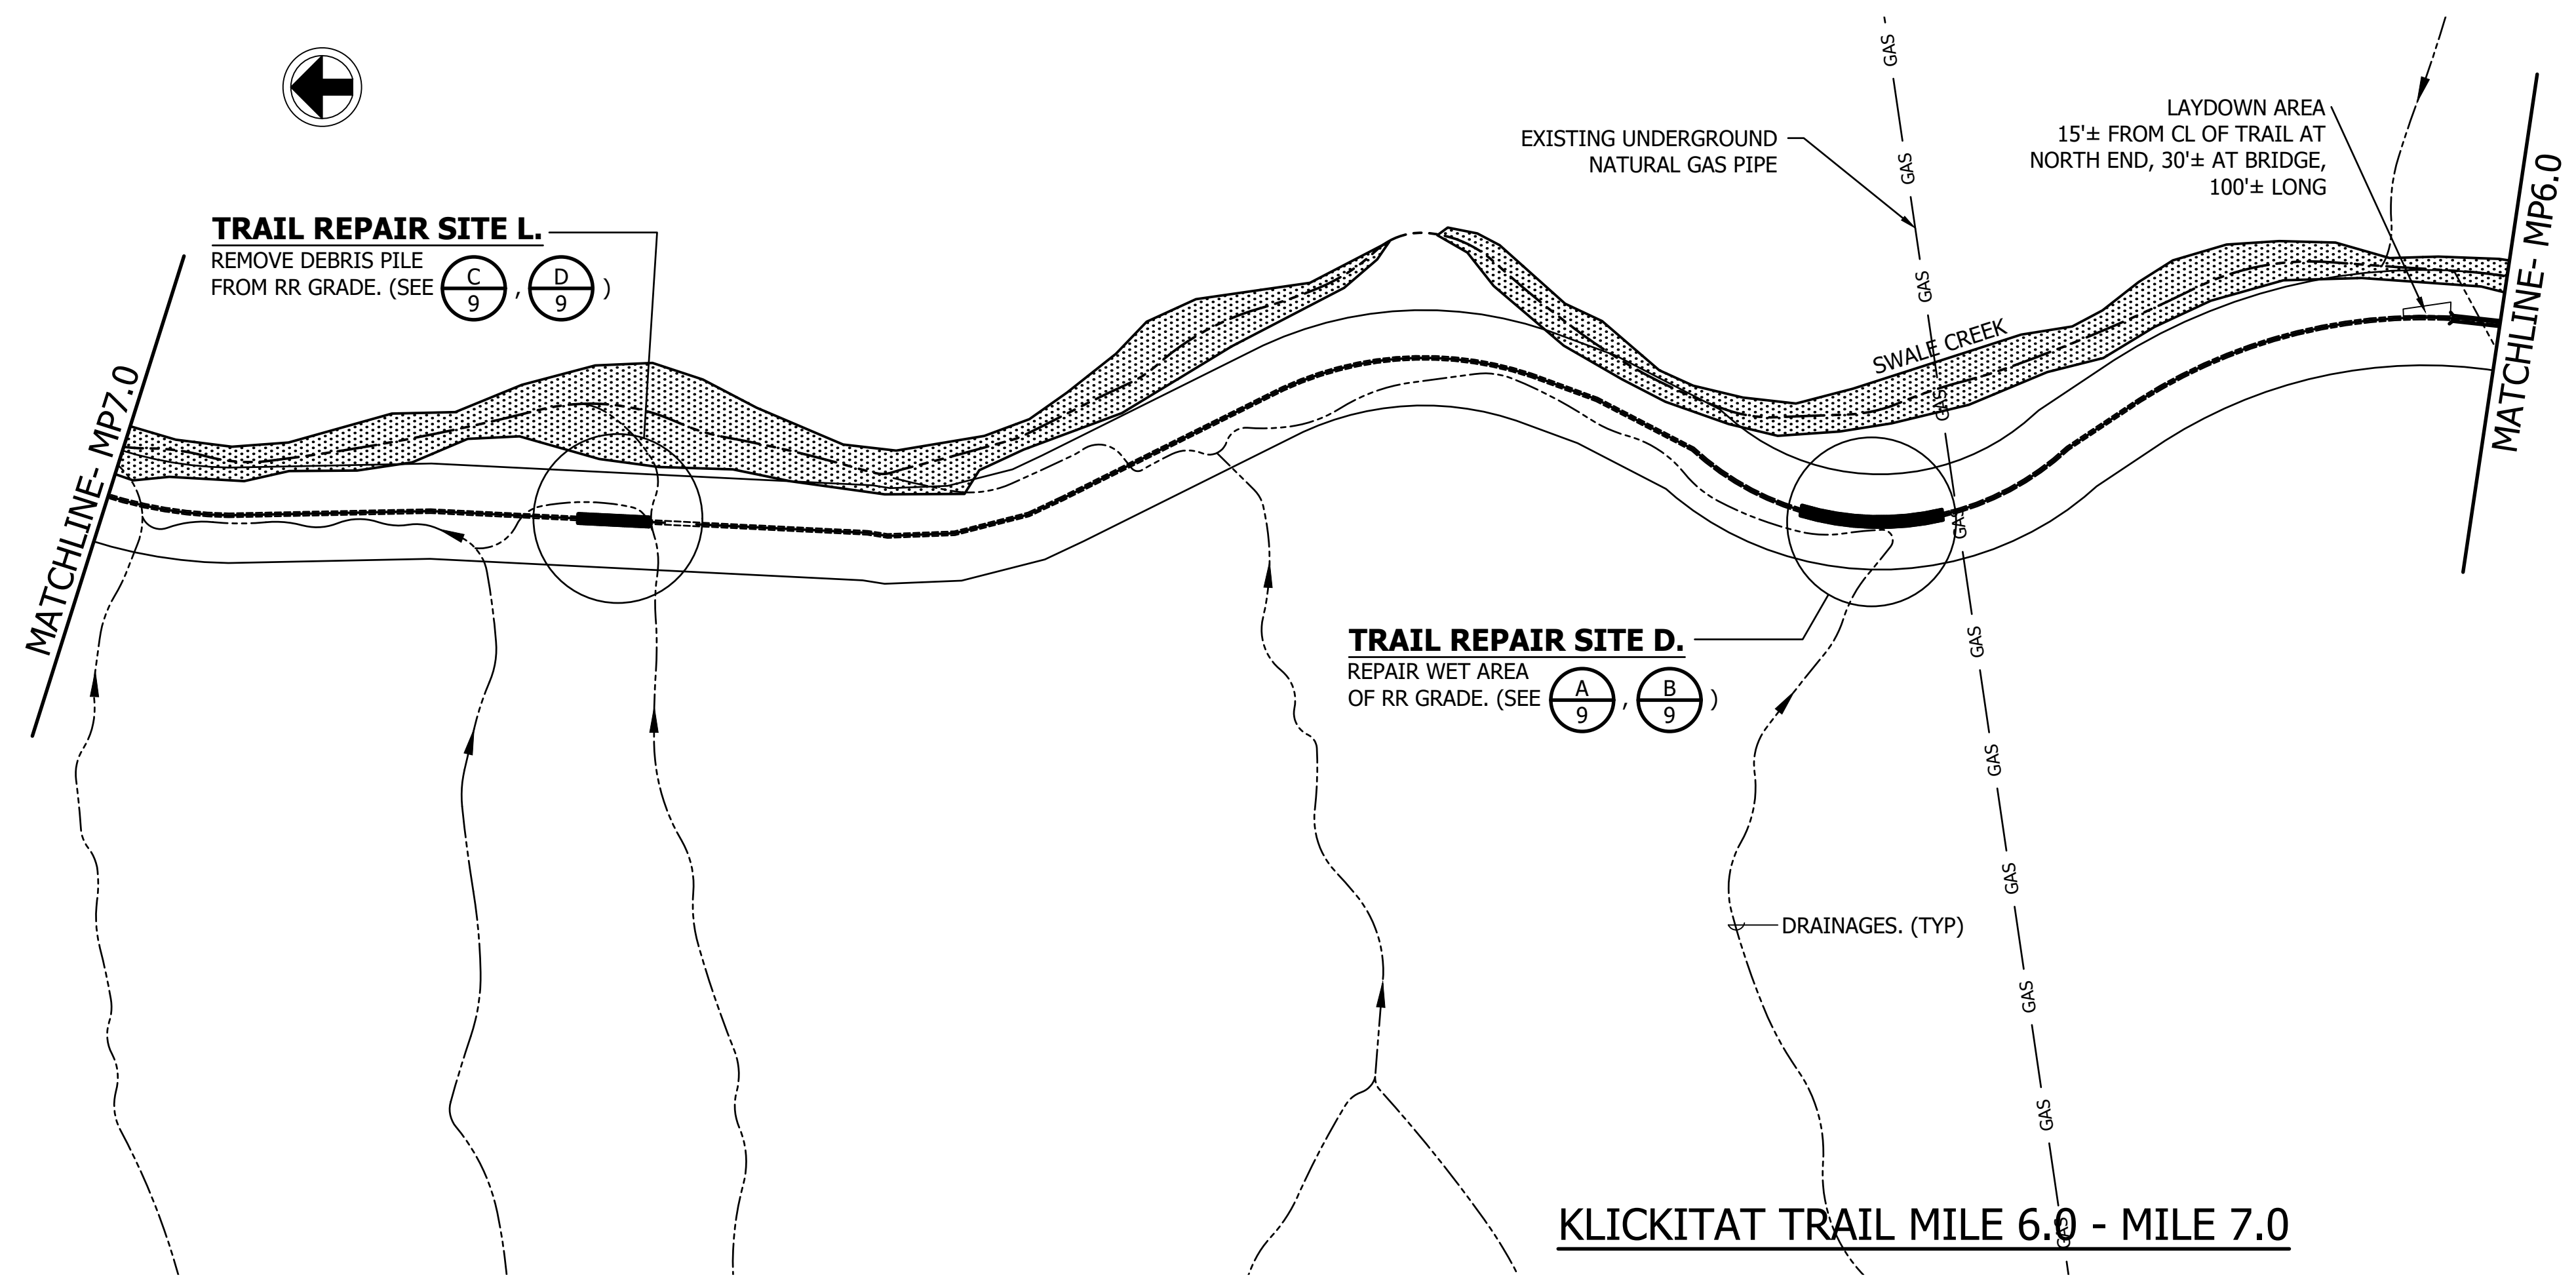 EXISTING UNDERGROUND
NATURAL GAS PIPE
LAYDOWN AREA
15'± FROM CL OF TRAIL AT
NORTH END, 30'± AT BRIDGE,
100'± LONG
TRAIL REPAIR SITE L.
REMOVE DEBRIS PILE
FROM RR GRADE. (SEE C 9 , D 9 )
MATCHLINE- MP7.0
MATCHLINE- MP6.0
SWALE CREEK
GAS
GAS
GAS
GAS
GAS
GAS
GAS
GAS
GAS
GAS
GAS
TRAIL REPAIR SITE D.
REPAIR WET AREA
OF RR GRADE. (SEE A 9 , B 9 )
DRAINAGES. (TYP)
KLICKITAT TRAIL MILE 6.0 - MILE 7.0